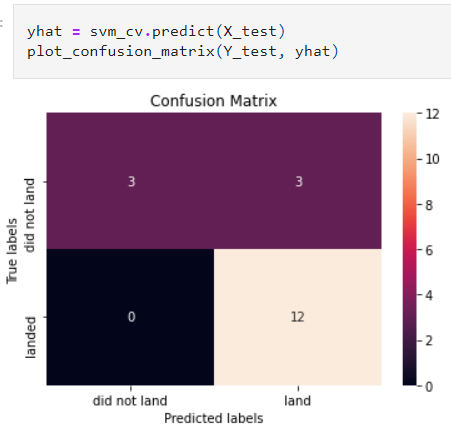 yhat = svm_cv.predict(X_test)
plot_confusion_matrix(Y_test, yhat)
Confusion Matrix
True labels
did not land
landed
3
3
0
12
did not land
land
Predicted labels
12
10
8
6
4
2
0